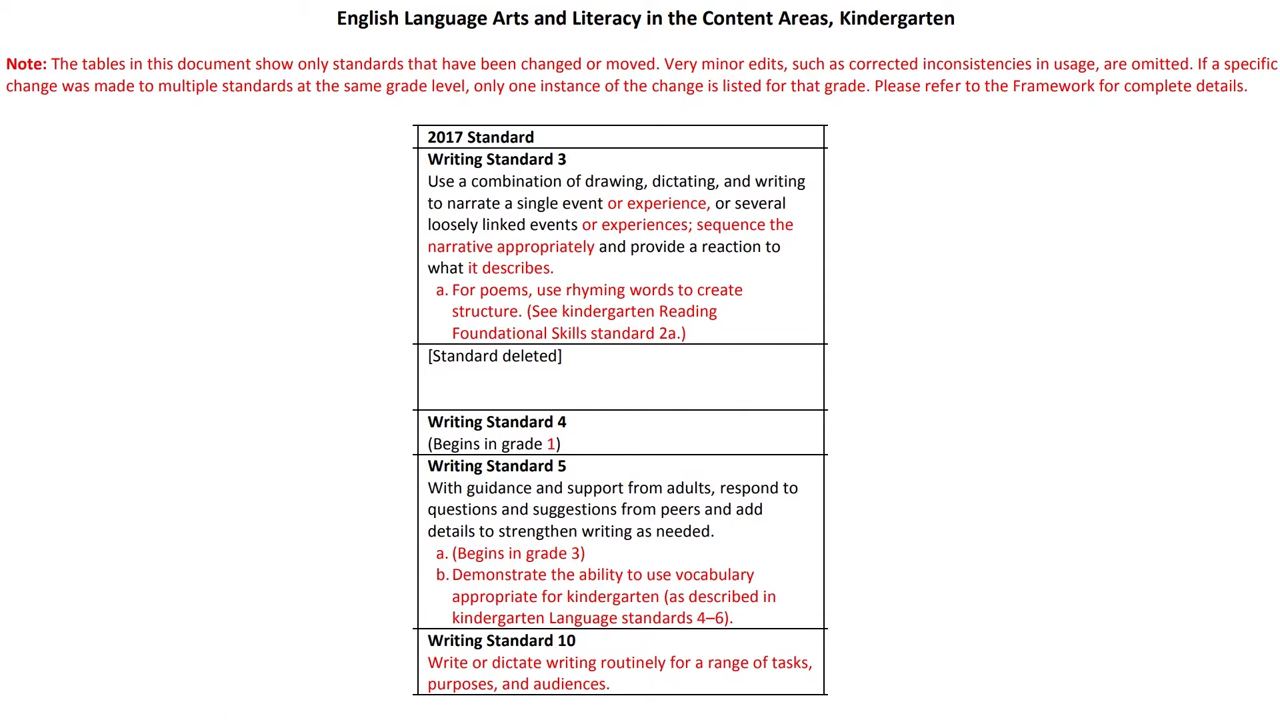 English Language Arts and Literacy in the Content Areas, Kindergarten
Note: The tables in this document show only standards that have been changed or moved. Very minor edits, such as corrected inconsistencies in usage, are omitted. If a specific
change was made to multiple standards at the same grade level, only one instance of the change is listed for that grade. Please refer to the Framework for complete details.
2017 Standard
Writing Standard 3
Use a combination of drawing, dictating, and writing
to narrate a single event or experience, or several
loosely linked events or experiences; sequence the
narrative appropriately and provide a reaction to
what it describes.
a. For poems, use rhyming words to create
structure. (See kindergarten Reading
Foundational Skills standard 2a.)
[Standard deleted]
Writing Standard 4
(Begins in grade 1)
Writing Standard 5
With guidance and support from adults, respond to
questions and suggestions from peers and add
details to strengthen writing as needed.
a. (Begins in grade 3)
b. Demonstrate the ability to use vocabulary
appropriate for kindergarten (as described in
kindergarten Language standards 4–6).
Writing Standard 10
Write or dictate writing routinely for a range of tasks,
purposes, and audiences.